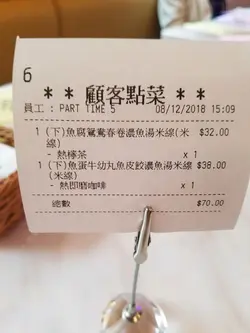 6
* * 顧客點菜 * *
員工 : PART TIME 5 08/12/2018 15:09
1 (下)魚腐鴛鴦春卷濃魚湯米線(米線) $32.00
- 熱檸茶 x 1
1 (下)魚蛋牛幼丸魚皮餃濃魚湯米線(米線) $38.00
- 熱即磨咖啡 x 1
總數 $70.00